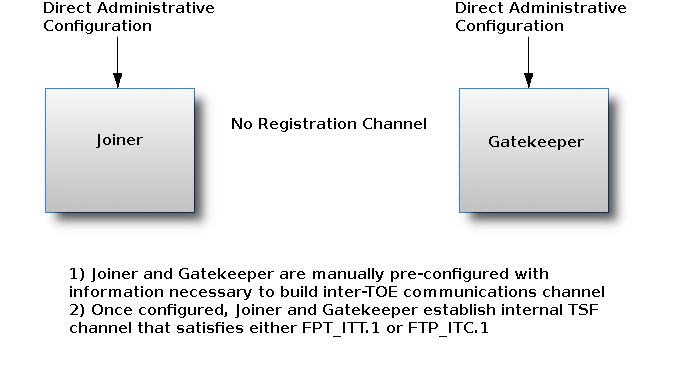 Direct Administrative
Configuration
Direct Administrative
Configuration
Joiner
No Registration Channel
Gatekeeper
1) Joiner and Gatekeeper are manually pre-configured with
information necessary to build inter-TOE communications channel
2) Once configured, Joiner and Gatekeeper establish internal TSF
channel that satisfies either FPT_ITT.1 or FTP_ITC.1